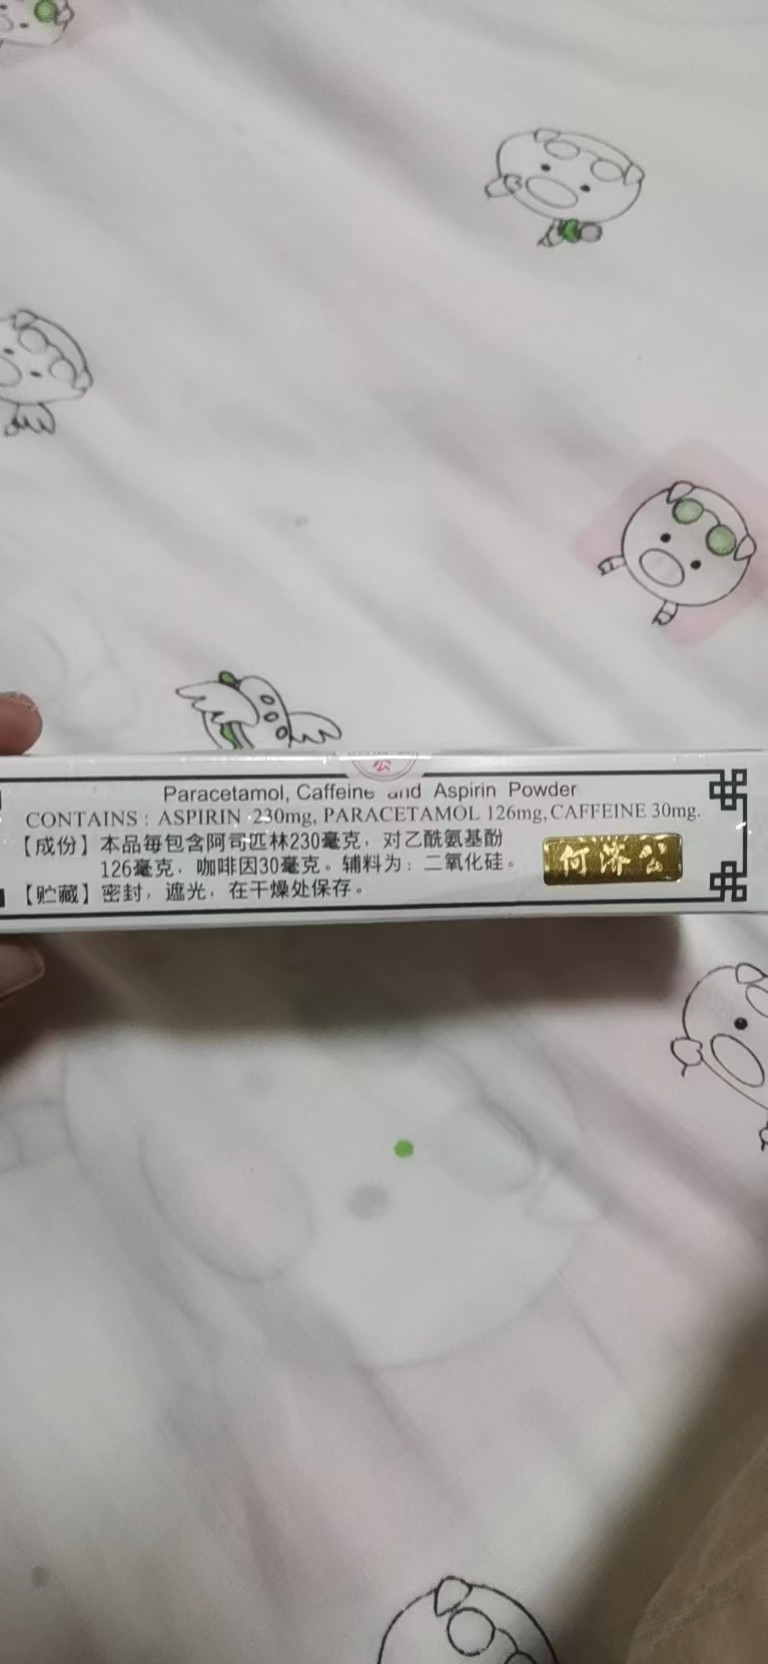 公
Paracetamol, Caffeine and Aspirin Powder
CONTAINS : ASPIRIN 230mg, PARACETAMOL 126mg, CAFFEINE 30mg.
【成份】本品每包含阿司匹林230毫克，对乙酰氨基酚
126毫克，咖啡因30毫克。辅料为：二氧化硅。
何济公
【贮藏】密封，遮光，在干燥处保存。